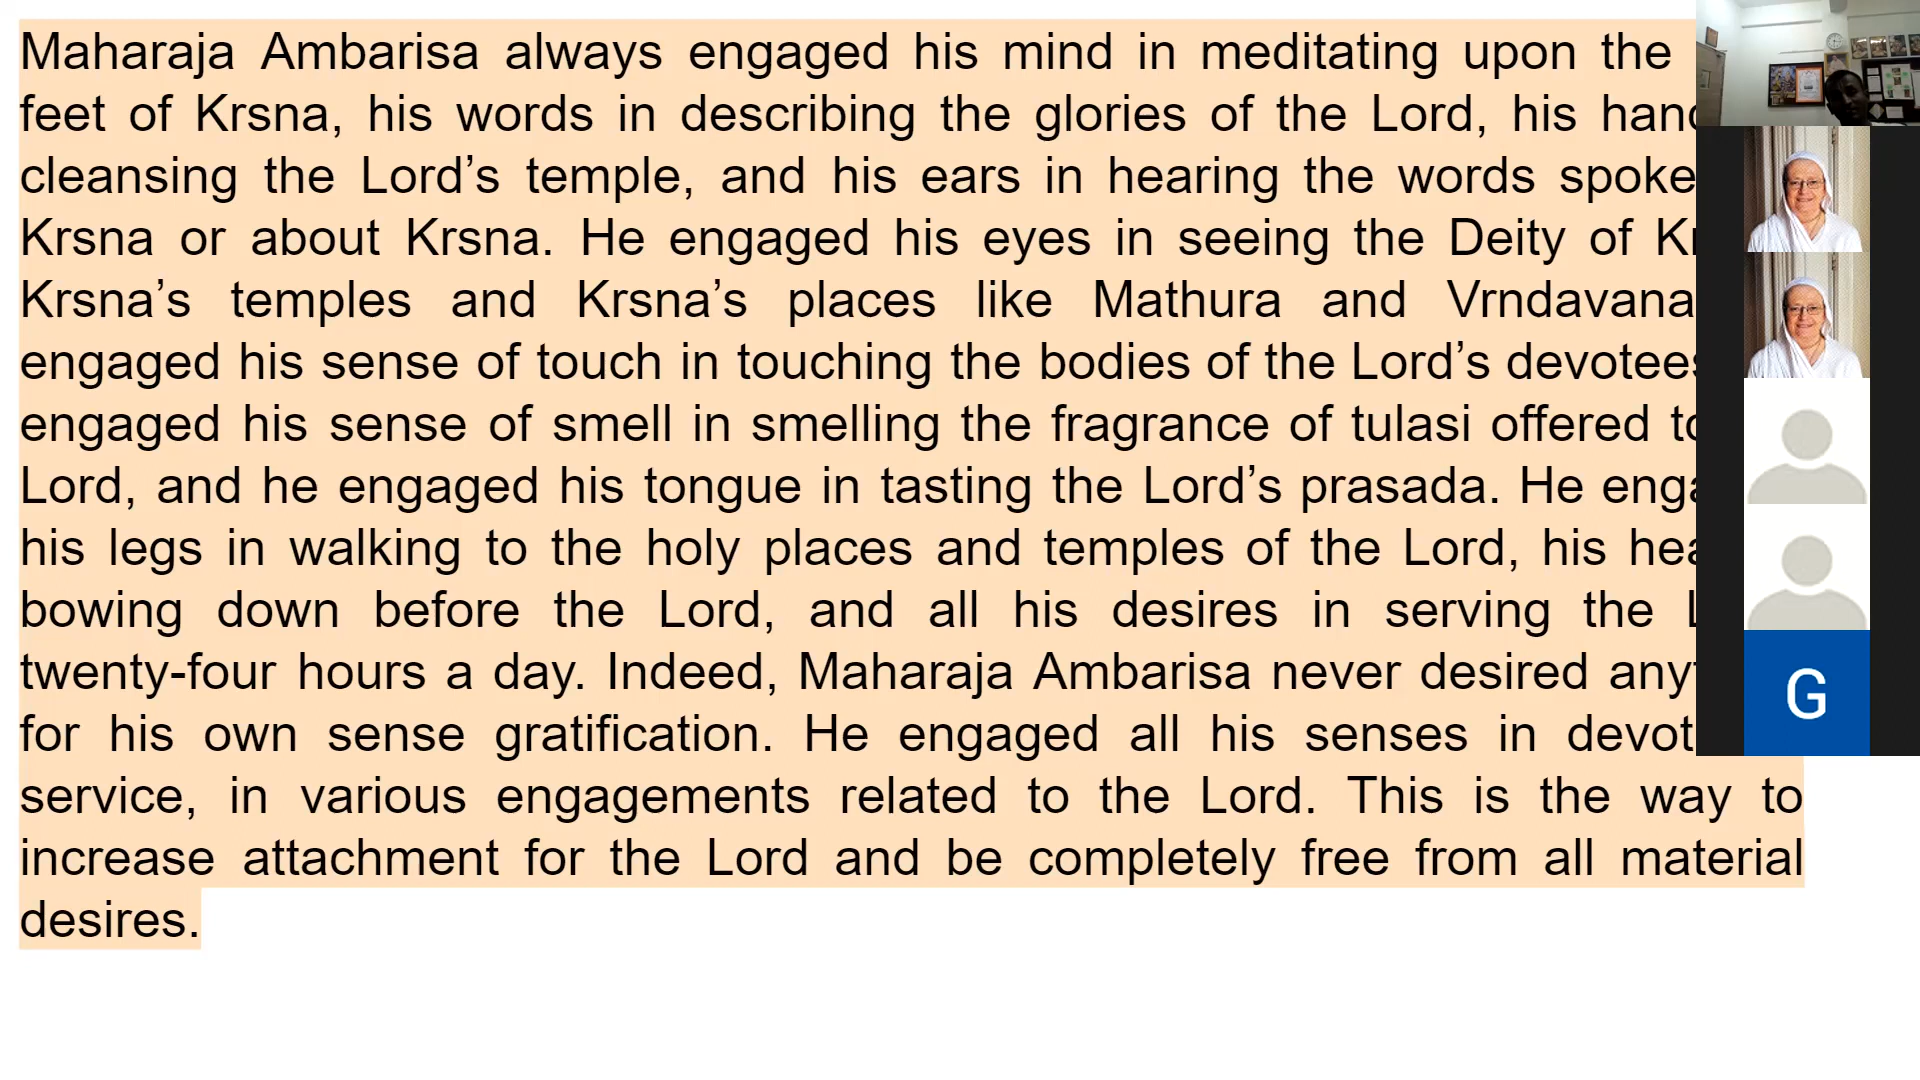 Maharaja Ambarisa always engaged his mind in meditating upon the
feet of Krsna, his words in describing the glories of the Lord, his
cleansing the Lord’s temple, and his ears in hearing the words
Krsna or about Krsna. He engaged his eyes in seeing the Deity of
Krsna’s temples and Krsna’s places like Mathura and Vrndavana
engaged his sense of touch in touching the bodies of the Lord’s
engaged his sense of smell in smelling the fragrance of tulasi offered
Lord, and he engaged his tongue in tasting the Lord’s prasada. He
his legs in walking to the holy places and temples of the Lord, his
bowing down before the Lord, and all his desires in serving the
twenty-four hours a day. Indeed, Maharaja Ambarisa never desired
for his own sense gratification. He engaged all his senses in
service, in various engagements related to the Lord. This is the way to
increase attachment for the Lord and be completely free from all material
desires.
G